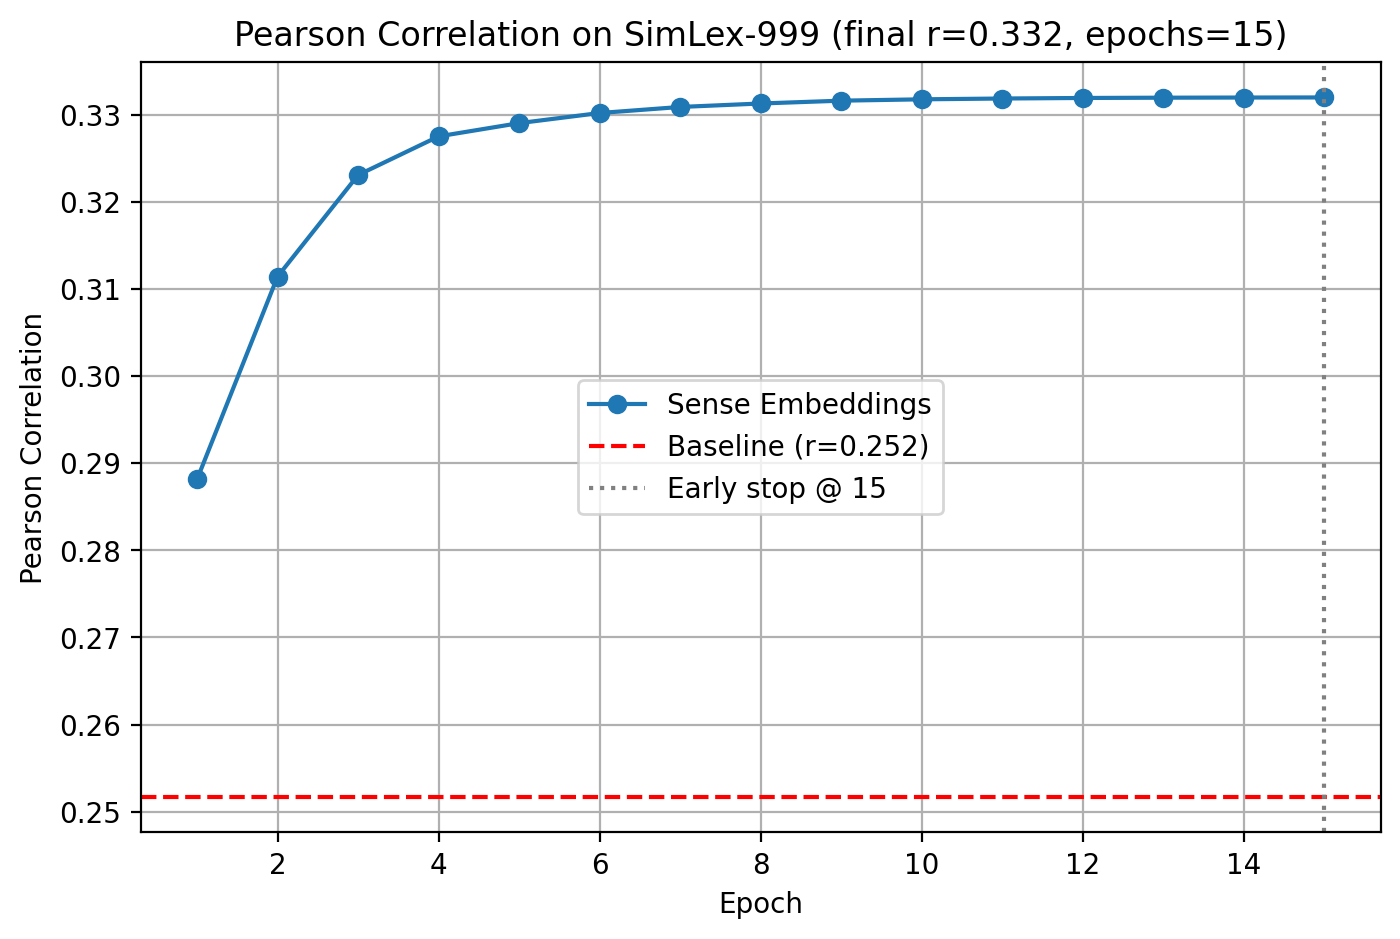 Pearson Correlation on SimLex-999 (final r=0.332, epochs=15)
Pearson Correlation
0.33
0.32
0.31
0.30
0.29
0.28
0.27
0.26
0.25
Sense Embeddings
Baseline (r=0.252)
Early stop @ 15
2 4 6 8 10 12 14
Epoch